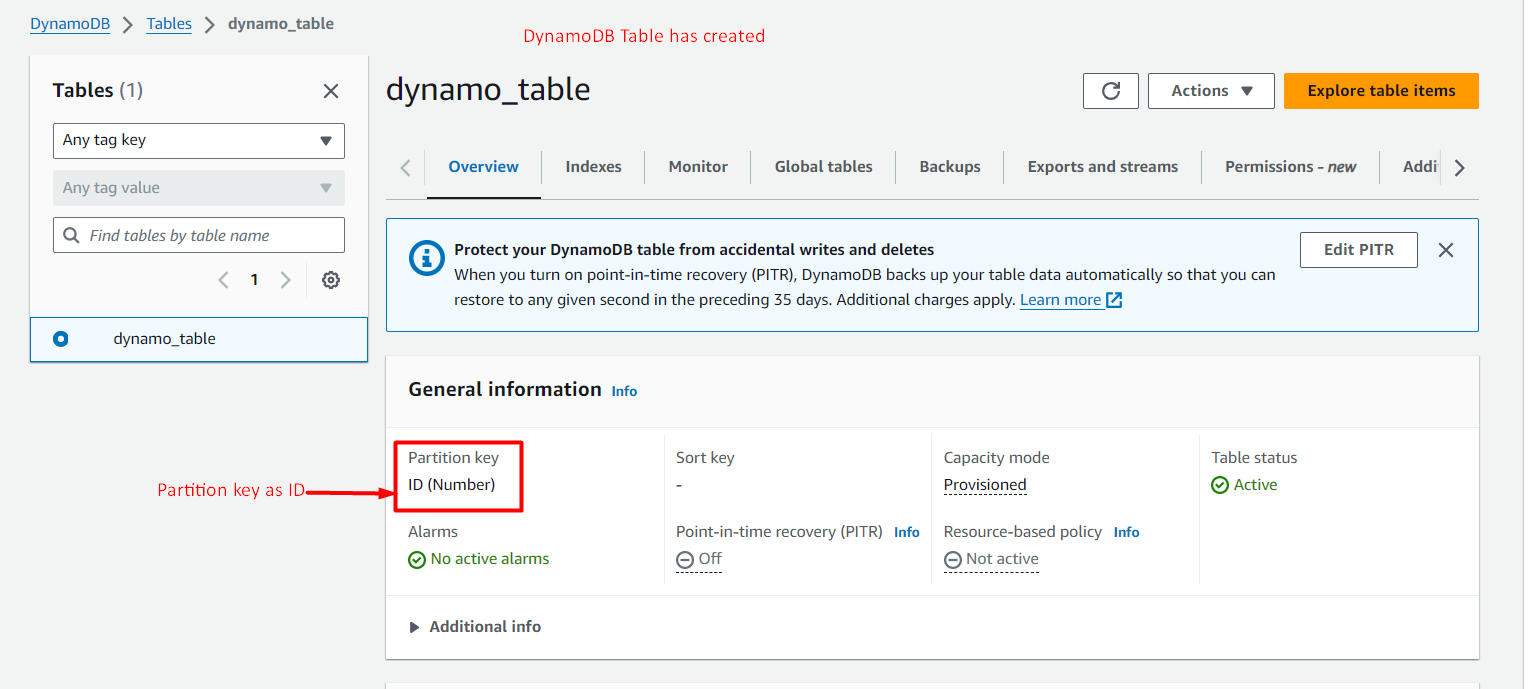 DynamoDB > Tables > dynamo_table
DynamoDB Table has created
Tables (1)
Any tag key
Any tag value
Find tables by table name
1
dynamo_table
dynamo_table
Actions
Explore table items
Overview
Indexes
Monitor
Global tables
Backups
Exports and streams
Permissions - new
Addi
Protect your DynamoDB table from accidental writes and deletes
When you turn on point-in-time recovery (PITR), DynamoDB backs up your table data automatically so that you can
restore to any given second in the preceding 35 days. Additional charges apply. Learn more
Edit PITR
General information Info
Partition key as ID
Partition key
ID (Number)
Sort key
-
Capacity mode
Provisioned
Table status
Active
Alarms
No active alarms
Point-in-time recovery (PITR) Info
Off
Resource-based policy Info
Not active
Additional info